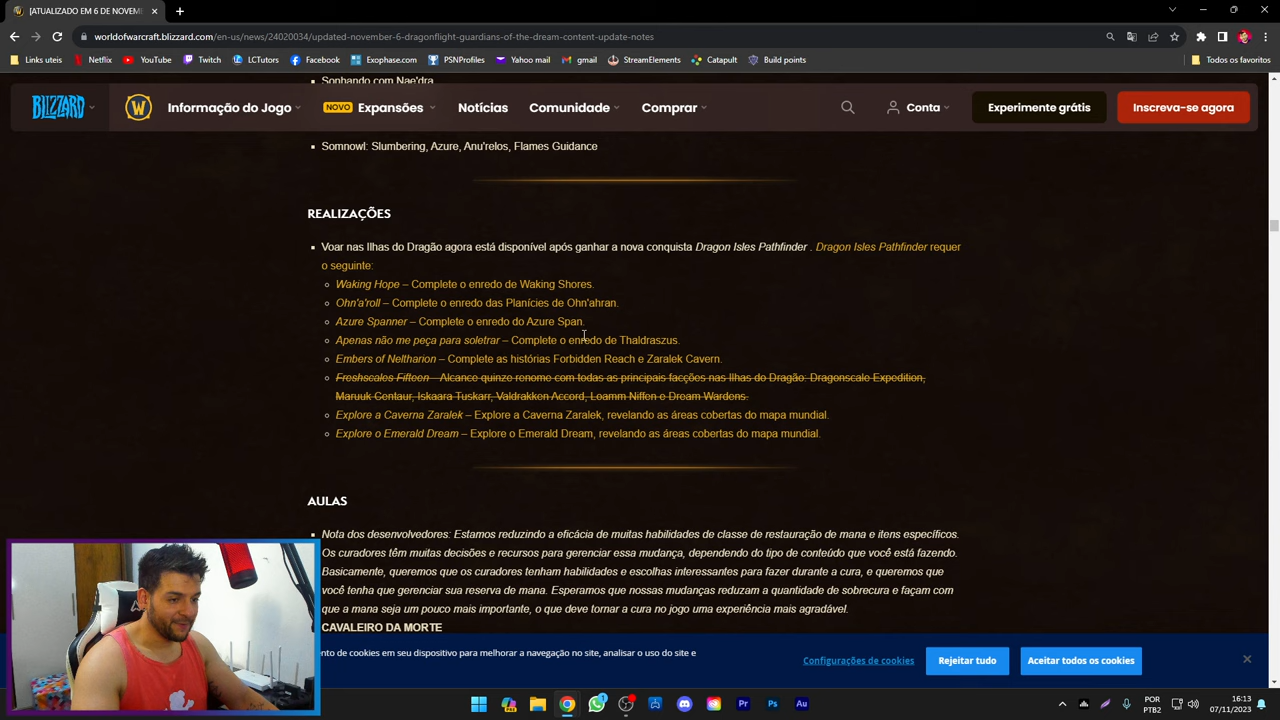 [ATUALIZADO EM 6 DE NOVEM
worldofwarcraft.blizzard.com/en-us/news/24020034/updated-november-6-dragonflight-guardians-of-the-dream-content-update-notes
Links uteis Netflix YouTube Twitch LCTutors Facebook Exophase.com PSNProfiles Yahoo mail gmail StreamElements Catapult Build points Todos os favoritos
Sonhando com Nae'dra
BLIZZARD W Informação do Jogo NOVO Expansões Notícias Comunidade Comprar Conta Experimente grátis Inscreva-se agora
Somnowl: Slumbering, Azure, Anu'relos, Flames Guidance
REALIZAÇÕES
Voar nas Ilhas do Dragão agora está disponível após ganhar a nova conquista Dragon Isles Pathfinder . Dragon Isles Pathfinder requer
o seguinte:
Waking Hope – Complete o enredo de Waking Shores.
Ohn'a'roll – Complete o enredo das Planícies de Ohn'ahran.
Azure Spanner – Complete o enredo do Azure Span.
Apenas não me peça para soletrar – Complete o enredo de Thaldraszus.
Embers of Neltharion – Complete as histórias Forbidden Reach e Zaralek Cavern.
Freshscales Fifteen – Alcance quinze renome com todas as principais facções nas Ilhas do Dragão: Dragonscale Expedition,
Maruuk Centaur, Iskaara Tuskarr, Valdrakken Accord, Loamm Niffen e Dream Wardens.
Explore a Caverna Zaralek – Explore a Caverna Zaralek, revelando as áreas cobertas do mapa mundial.
Explore o Emerald Dream – Explore o Emerald Dream, revelando as áreas cobertas do mapa mundial.
AULAS
Nota dos desenvolvedores: Estamos reduzindo a eficácia de muitas habilidades de classe de restauração de mana e itens específicos.
Os curadores têm muitas decisões e recursos para gerenciar essa mudança, dependendo do tipo de conteúdo que você está fazendo.
Basicamente, queremos que os curadores tenham habilidades e escolhas interessantes para fazer durante a cura, e queremos que
você tenha que gerenciar sua reserva de mana. Esperamos que nossas mudanças reduzam a quantidade de sobrecura e façam com
que a mana seja um pouco mais importante, o que deve tornar a cura no jogo uma experiência mais agradável.
CAVALEIRO DA MORTE
ento de cookies em seu dispositivo para melhorar a navegação no site, analisar o uso do site e
Configurações de cookies Rejeitar tudo Aceitar todos os cookies
1 Pr Ps Au
POR
PTB2
16:13
07/11/2023